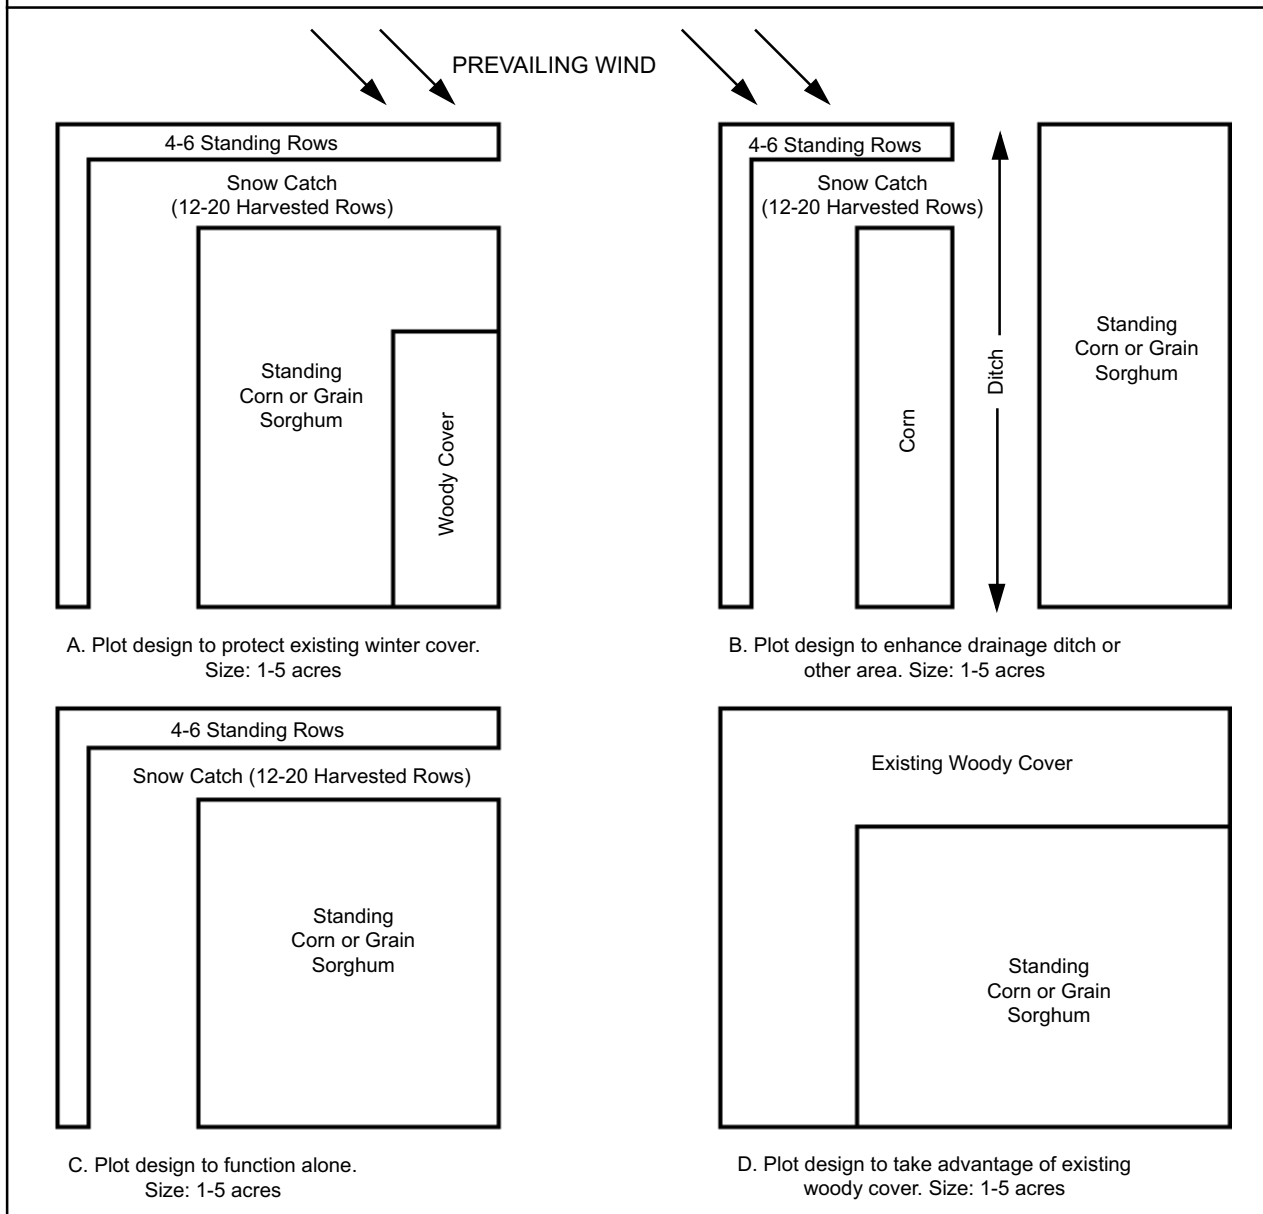 PREVAILING WIND
4-6 Standing Rows
Snow Catch
(12-20 Harvested Rows)
Standing
Corn or Grain
Sorghum
Woody Cover
A. Plot design to protect existing winter cover.
Size: 1-5 acres
4-6 Standing Rows
Snow Catch
(12-20 Harvested Rows)
Corn
Ditch
Standing
Corn or Grain
Sorghum
B. Plot design to enhance drainage ditch or
other area. Size: 1-5 acres
4-6 Standing Rows
Snow Catch (12-20 Harvested Rows)
Standing
Corn or Grain
Sorghum
C. Plot design to function alone.
Size: 1-5 acres
Existing Woody Cover
Standing
Corn or Grain
Sorghum
D. Plot design to take advantage of existing
woody cover. Size: 1-5 acres